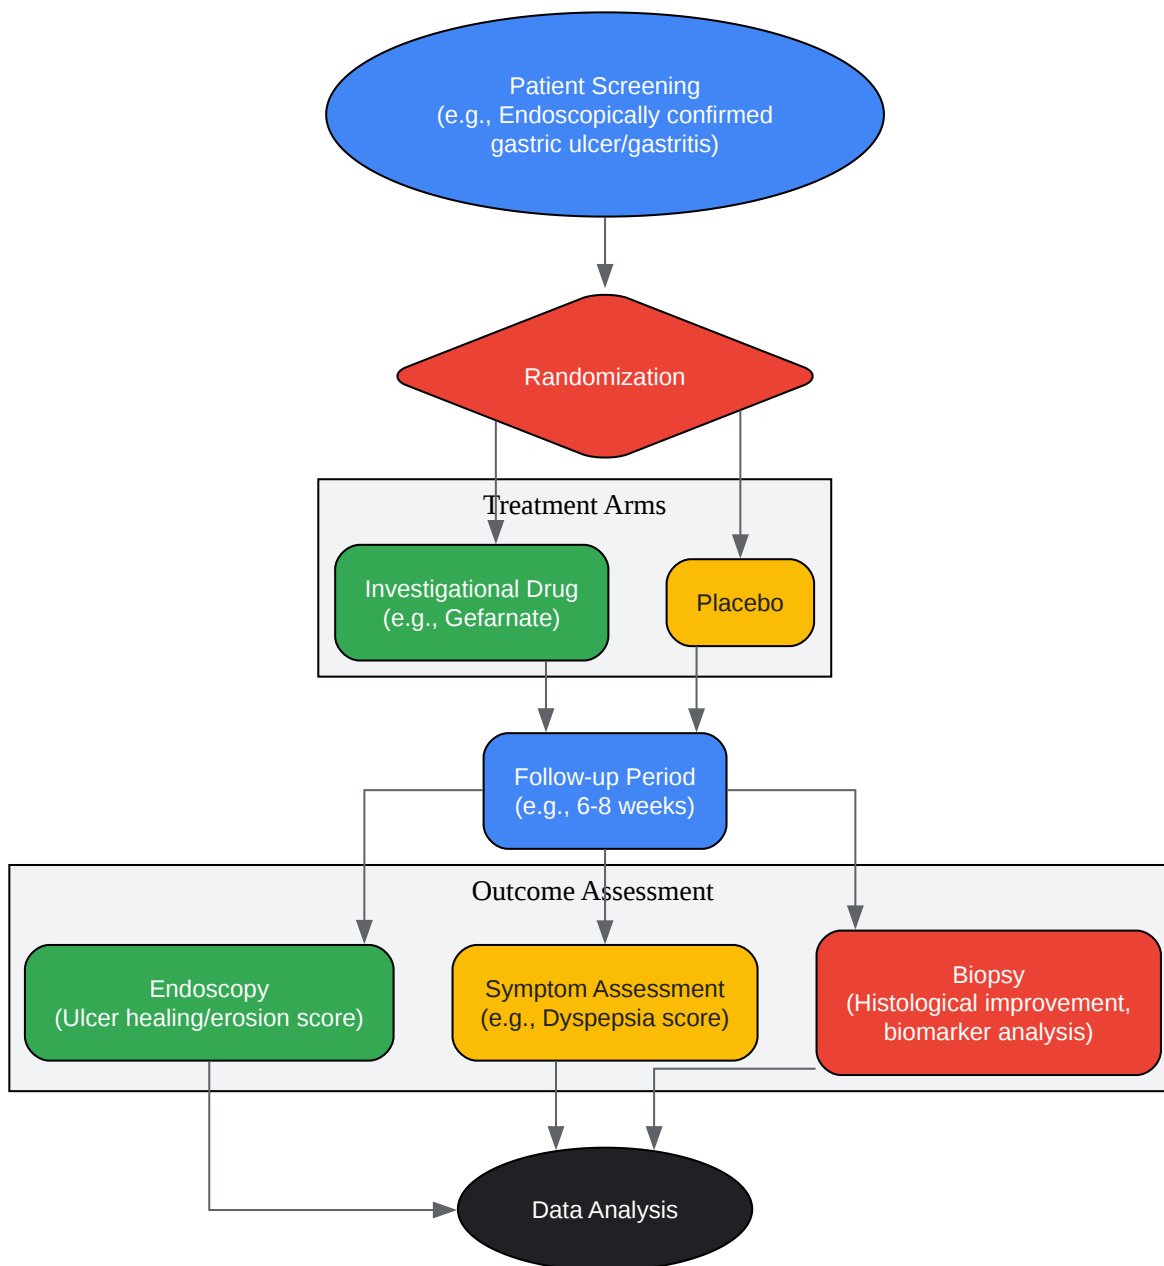 Patient Screening
(e.g., Endoscopically confirmed
gastric ulcer/gastritis)
Randomization
Treatment Arms
Investigational Drug
(e.g., Gefarnate)
Placebo
Follow-up Period
(e.g., 6-8 weeks)
Outcome Assessment
Endoscopy
(Ulcer healing/erosion score)
Symptom Assessment
(e.g., Dyspepsia score)
Biopsy
(Histological improvement,
biomarker analysis)
Data Analysis